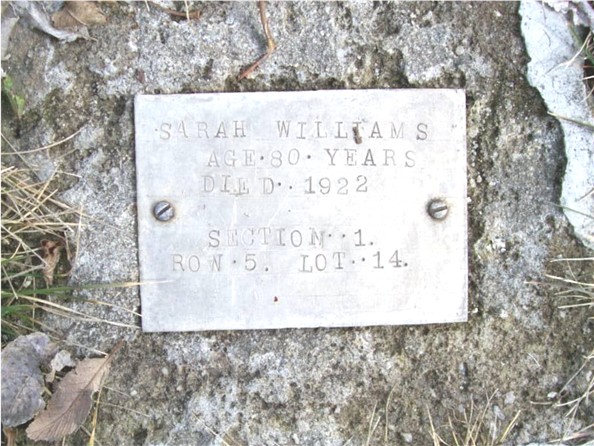 SARAH WILLIAMS
AGE·80·YEARS
DIED··1922
SECTION··1.
ROW·5. LOT··14.